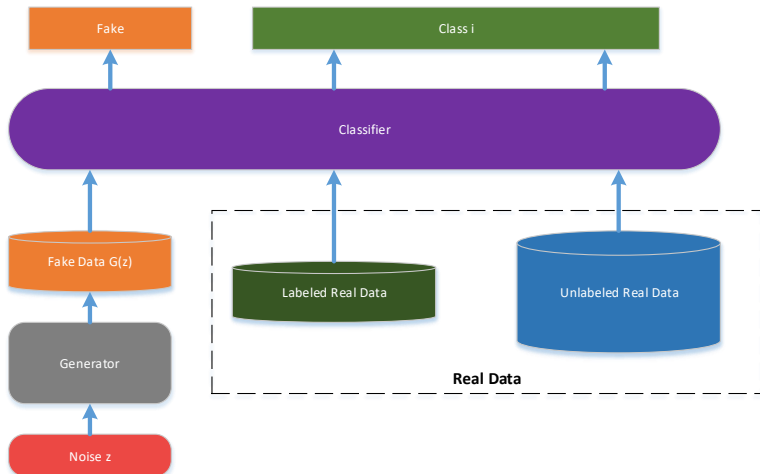 Fake
Class i
Classifier
Fake Data G(z)
Labeled Real Data
Unlabeled Real Data
Generator
Real Data
Noise z